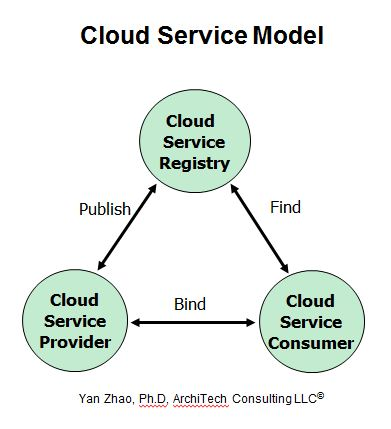 Cloud Service Model
Cloud
Service
Registry
Publish
Find
Cloud
Service
Provider
Bind
Cloud
Service
Consumer
Yan Zhao, Ph.D, ArchiTech Consulting LLC©